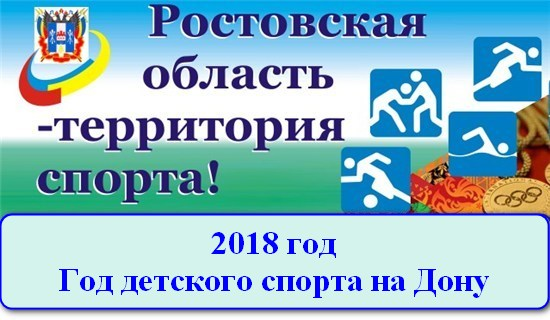 Ростовская
область
-территория
спорта!
2018 год
Год детского спорта на Дону